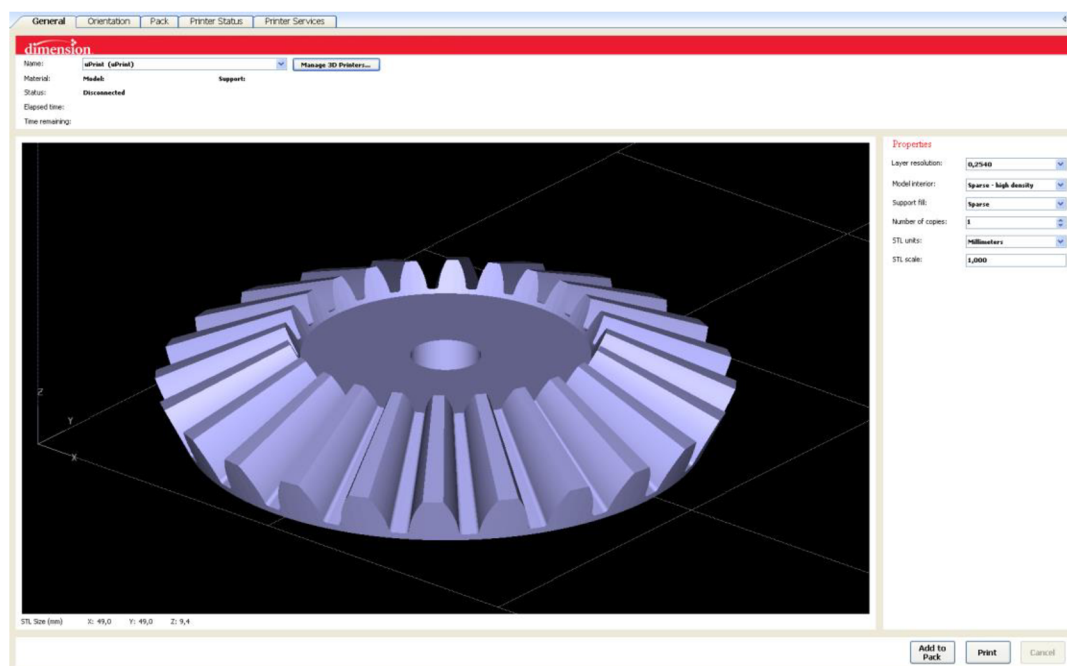 General Orientation Pack Printer Status Printer Services
dimension
Name: uPrint (uPrint) Manage 3D Printers...
Material: Model: Support:
Status: Disconnected
Elapsed time:
Time remaining:
Properties
Layer resolution: 0,2540
Model interior: Sparse - high density
Support fill: Sparse
Number of copies: 1
STL units: Millimeters
STL scale: 1,000
Z
Y
X
STL Size (mm) X: 49,0 Y: 49,0 Z: 9,4
Add to
Pack
Print
Cancel